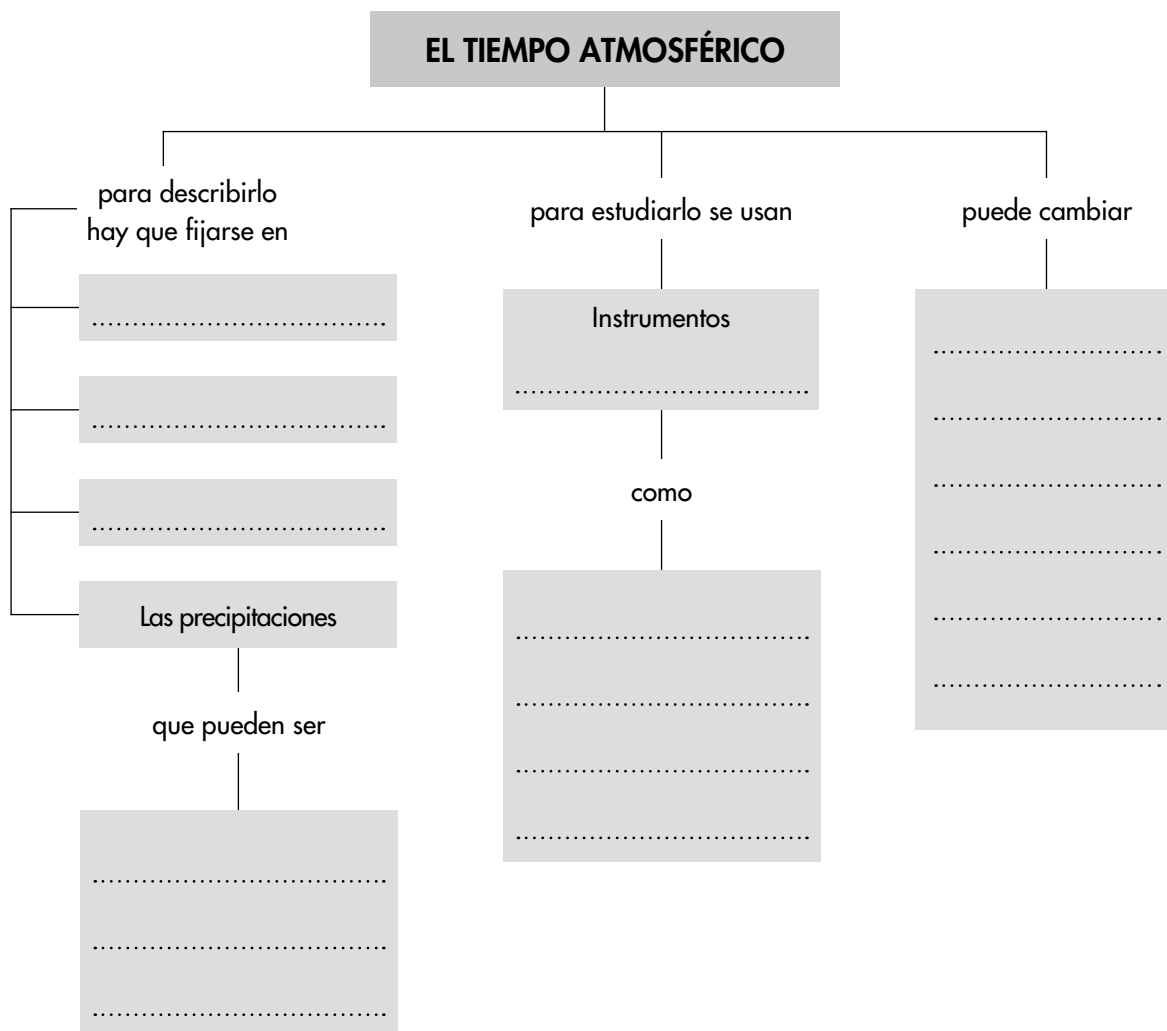 EL TIEMPO ATMOSFÉRICO
para describirlo
hay que fijarse en
Las precipitaciones
que pueden ser
para estudiarlo se usan
Instrumentos
como
puede cambiar